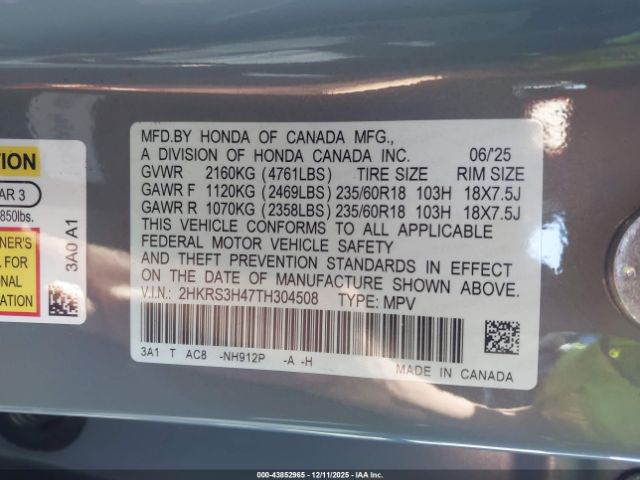 MFD.BY HONDA OF CANADA MFG.,
A DIVISION OF HONDA CANADA INC. 06/'25
GVWR 2160KG (4761LBS) TIRE SIZE RIM SIZE
GAWR F 1120KG (2469LBS) 235/60R18 103H 18X7.5J
GAWR R 1070KG (2358LBS) 235/60R18 103H 18X7.5J
THIS VEHICLE CONFORMS TO ALL APPLICABLE
FEDERAL MOTOR VEHICLE SAFETY
AND THEFT PREVENTION STANDARDS IN EFFECT
ON THE DATE OF MANUFACTURE SHOWN ABOVE.
V.I.N.: 2HKRS3H47TH304508 TYPE: MPV
3A1 T AC8 -NH912P -A -H
MADE IN CANADA
TION
AR 3
850lbs.
NER'S
L FOR
ONAL
ATION
3A0 A1
000-43852965 - 12/11/2025 - IAA Inc.